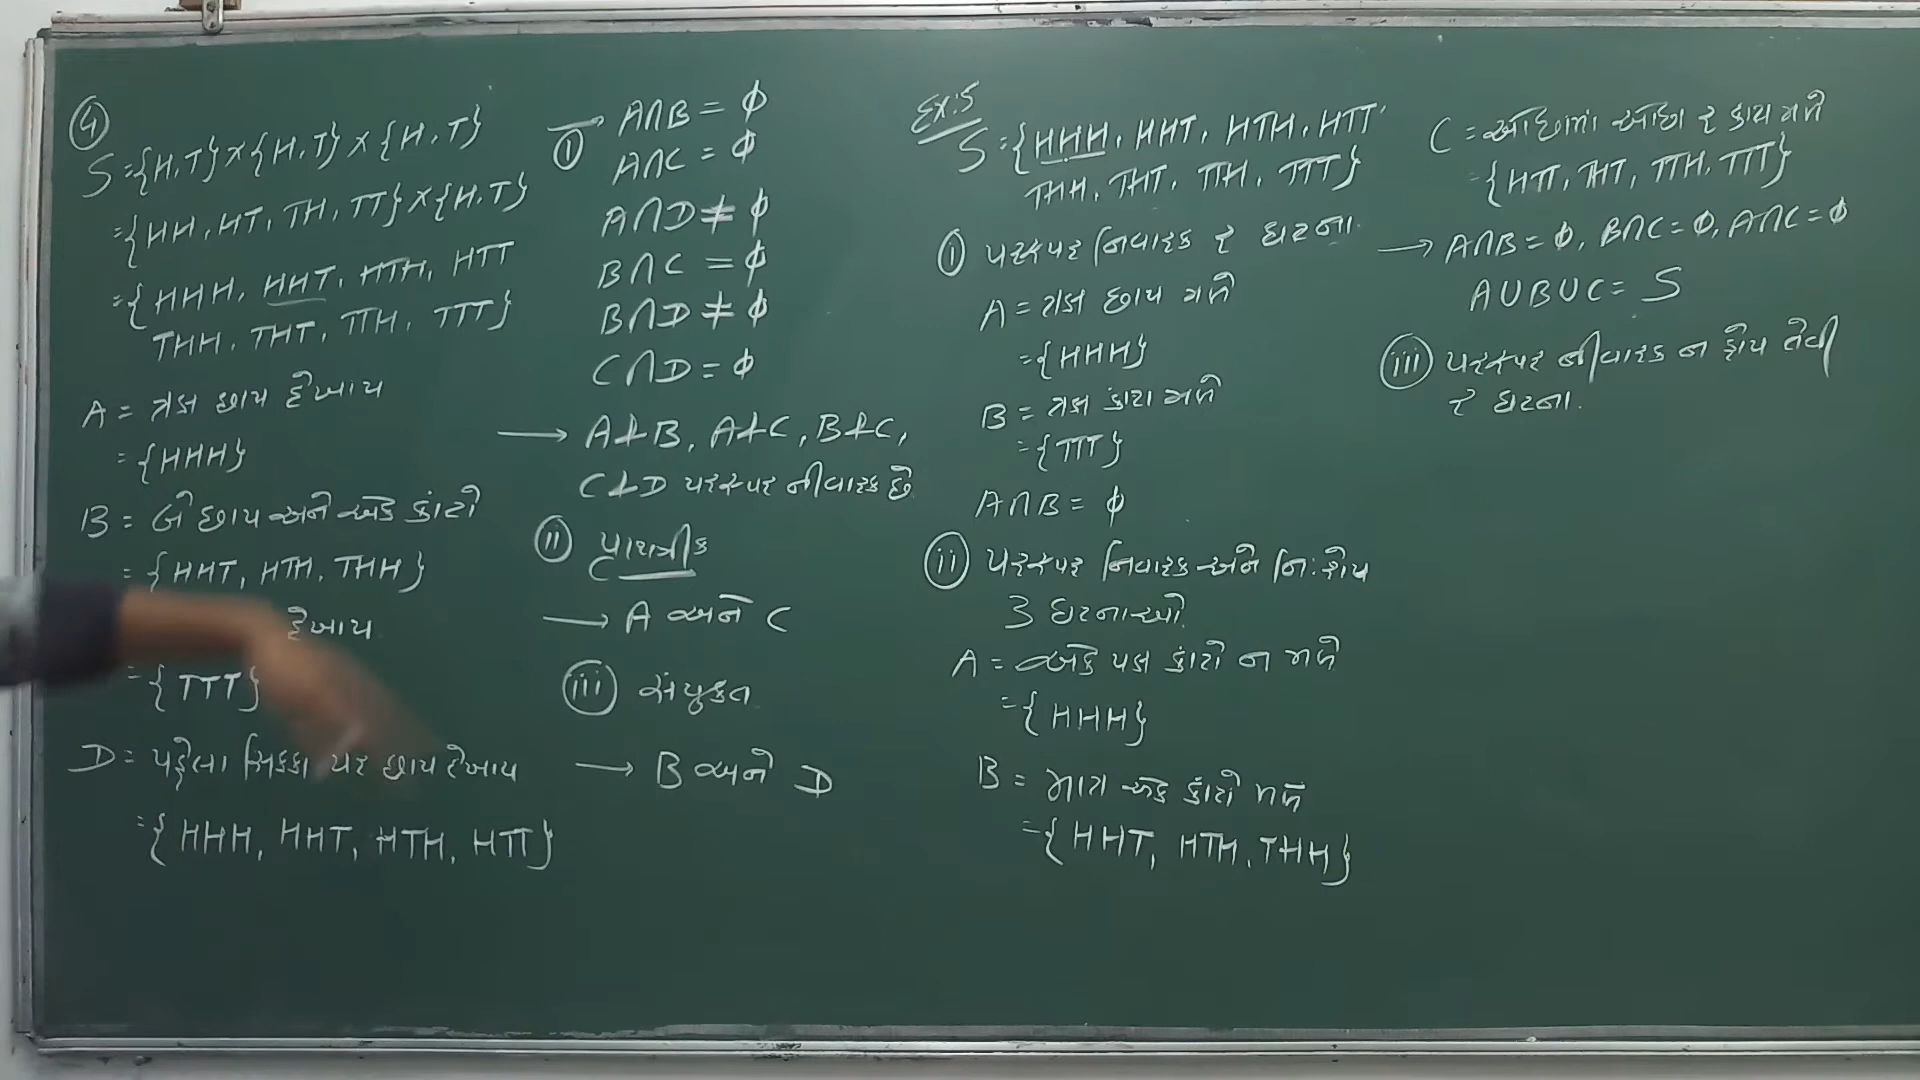 ④
S = {H,T} × {H,T} × {H,T}
= {HH, HT, TH, TT} × {H,T}
= {HHH, HHT, HTH, HTT
THH, THT, TTH, TTT}
A = ત્રણ છાપ દેખાય
= {HHH}
B = બે છાપ અને એક કાંટો
= {HHT, HTH, THH}
દેખાય
= {TTT}
D = પહેલા સિક્કા પર છાપ દેખાય
= {HHH, HHT, HTH, HTT}
① → A∩B = ϕ
A∩C = ϕ
A∩D ≠ ϕ
B∩C = ϕ
B∩D ≠ ϕ
C∩D = ϕ
→ A & B, A & C, B & C,
C & D પરસ્પર નીવારક છે
ⅱ પ્રાથમીક
→ A અને C
ⅲ સંયુક્ત
→ B અને D
Ex:5
S = {HHH, HHT, HTH, HTT,
THH, THT, TTH, TTT}
① પરસ્પર નિવારક ૨ ઘટના.
A = ત્રણ છાપ મળે
= {HHH}
B = ત્રણ કાંટા મળે
= {TTT}
A∩B = ϕ
ⅱ પરસ્પર નિવારક અને નિઃશેષ
3 ઘટનાઓ.
A = એક પણ કાંટો ન મળે
= {HHH}
B = માત્ર એક કાંટો મળે
= {HHT, HTH, THH}
C = ઓછામાં ઓછા ૨ કાંટા મળે
= {HTT, THT, TTH, TTT}
→ A∩B = ϕ, B∩C = ϕ, A∩C = ϕ
A∪B∪C = S
ⅲ પરસ્પર નીવારક ન હોય તેવી
૨ ઘટના.